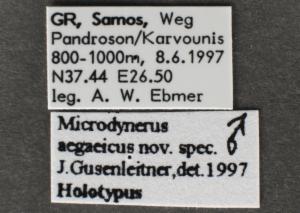 GR, Samos, Weg
Pandroson/Karvounis
800-1000m, 8.6.1997
N37.44 E26.50
leg. A. W. Ebmer
Microdynerus ♂
aegaeicus nov. spec.
J.Gusenleitner,det.1997
Holotypus